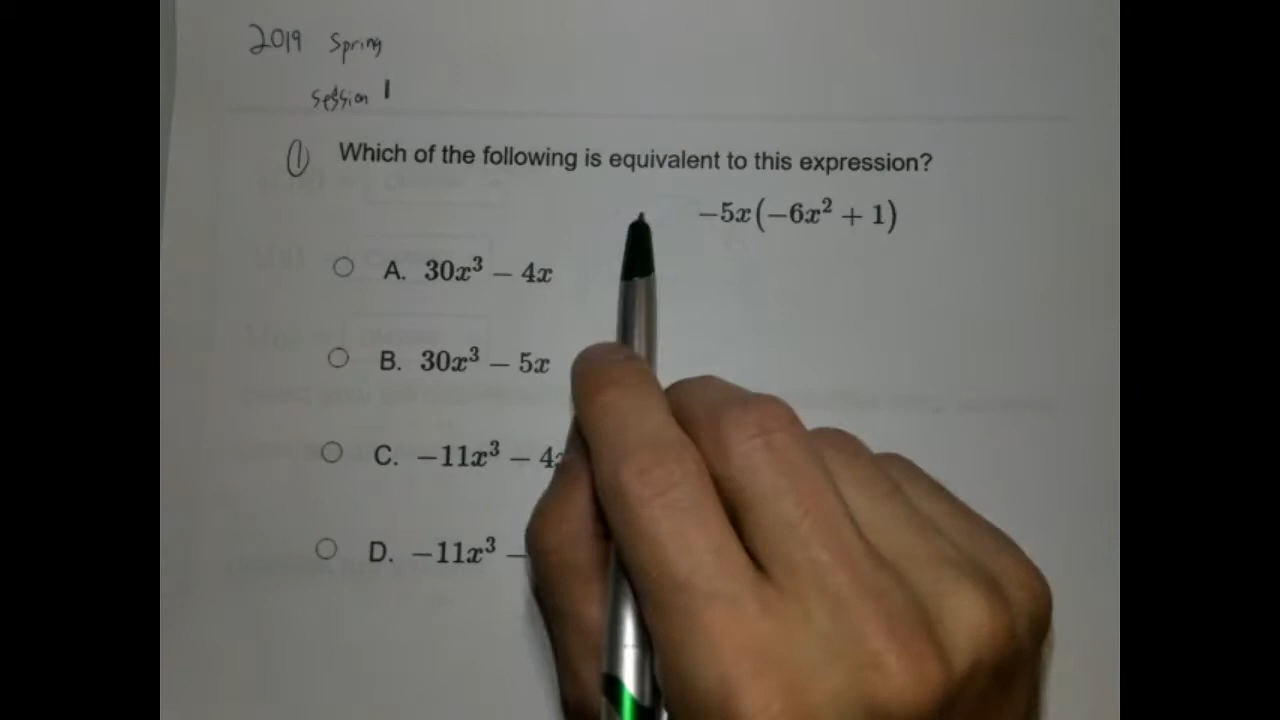 2019 Spring
Session 1
① Which of the following is equivalent to this expression?
−5x(−6x² + 1)
A. 30x³ − 4x
B. 30x³ − 5x
C. −11x³ − 4
D. −11x³ −